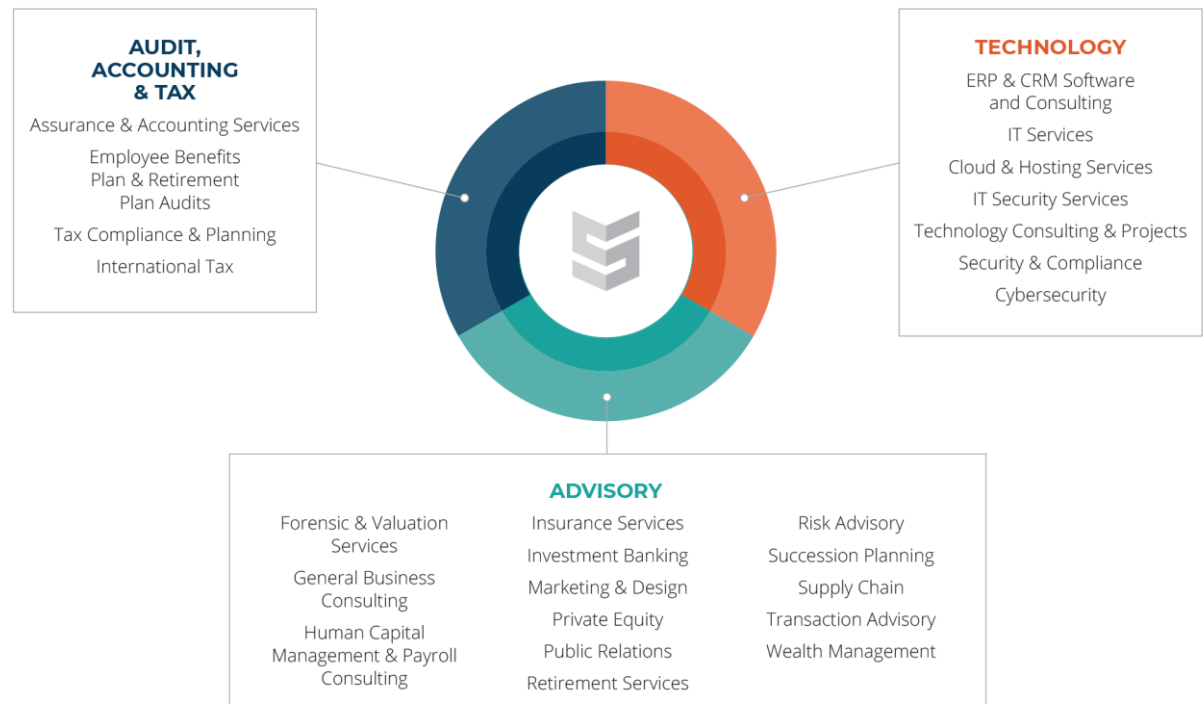 AUDIT,
ACCOUNTING
& TAX
Assurance & Accounting Services
Employee Benefits
Plan & Retirement
Plan Audits
Tax Compliance & Planning
International Tax
TECHNOLOGY
ERP & CRM Software
and Consulting
IT Services
Cloud & Hosting Services
IT Security Services
Technology Consulting & Projects
Security & Compliance
Cybersecurity
ADVISORY
Forensic & Valuation
Services
General Business
Consulting
Human Capital
Management & Payroll
Consulting
Insurance Services
Investment Banking
Marketing & Design
Private Equity
Public Relations
Retirement Services
Risk Advisory
Succession Planning
Supply Chain
Transaction Advisory
Wealth Management